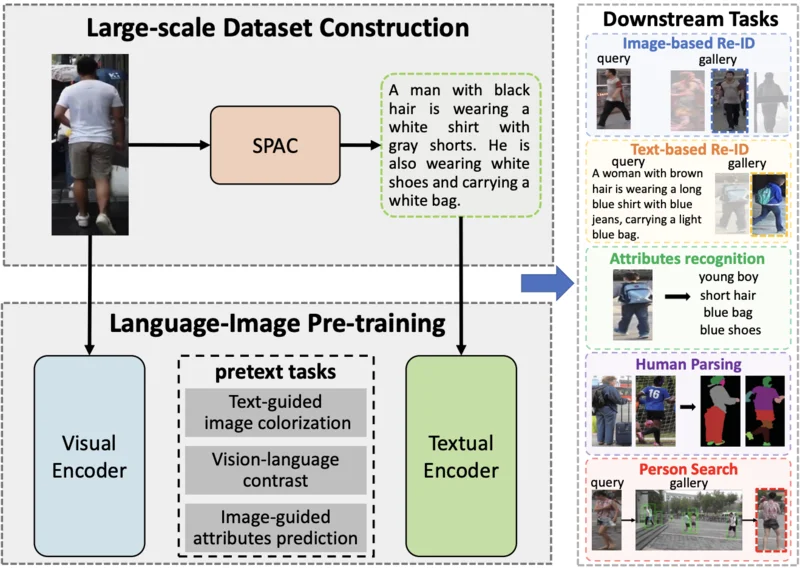 Large-scale Dataset Construction
SPAC
A man with black
hair is wearing a
white shirt with
gray shorts. He is
also wearing white
shoes and carrying a
white bag.
Language-Image Pre-training
Visual
Encoder
pretext tasks
Text-guided
image colorization
Vision-language
contrast
Image-guided
attributes prediction
Textual
Encoder
Downstream Tasks
Image-based Re-ID
query gallery
Text-based Re-ID
query gallery
A woman with brown
hair is wearing a long
blue shirt with blue
jeans, carrying a light
blue bag.
Attributes recognition
young boy
short hair
blue bag
blue shoes
Human Parsing
16
Person Search
query gallery